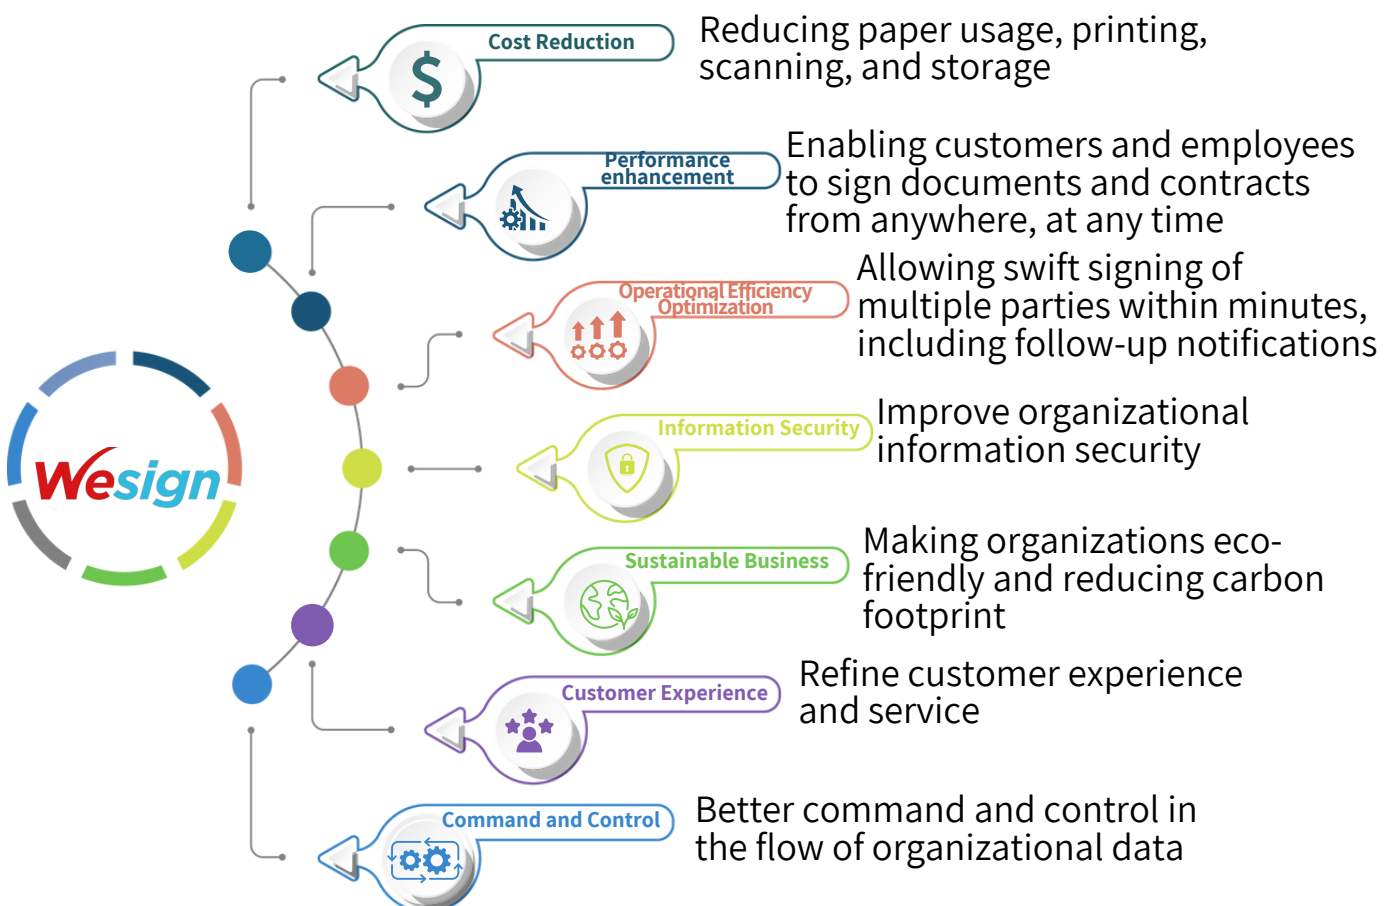 Cost Reduction
Reducing paper usage, printing,
scanning, and storage
Performance
enhancement
Enabling customers and employees
to sign documents and contracts
from anywhere, at any time
Operational Efficiency
Optimization
Allowing swift signing of
multiple parties within minutes,
including follow-up notifications
Wesign
Information Security
Improve organizational
information security
Sustainable Business
Making organizations eco-
friendly and reducing carbon
footprint
Customer Experience
Refine customer experience
and service
Command and Control
Better command and control in
the flow of organizational data